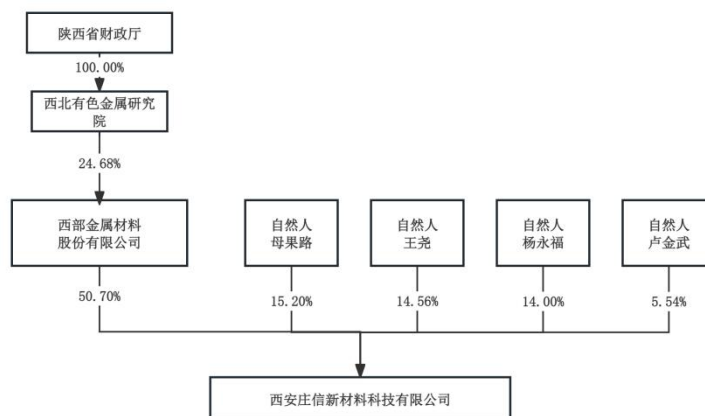 陕西省财政厅
100.00%
西北有色金属研究
院
24.68%
西部金属材料
股份有限公司
自然人
母果路
自然人
王尧
自然人
杨永福
自然人
卢金武
50.70%
15.20%
14.56%
14.00%
5.54%
西安庄信新材料科技有限公司